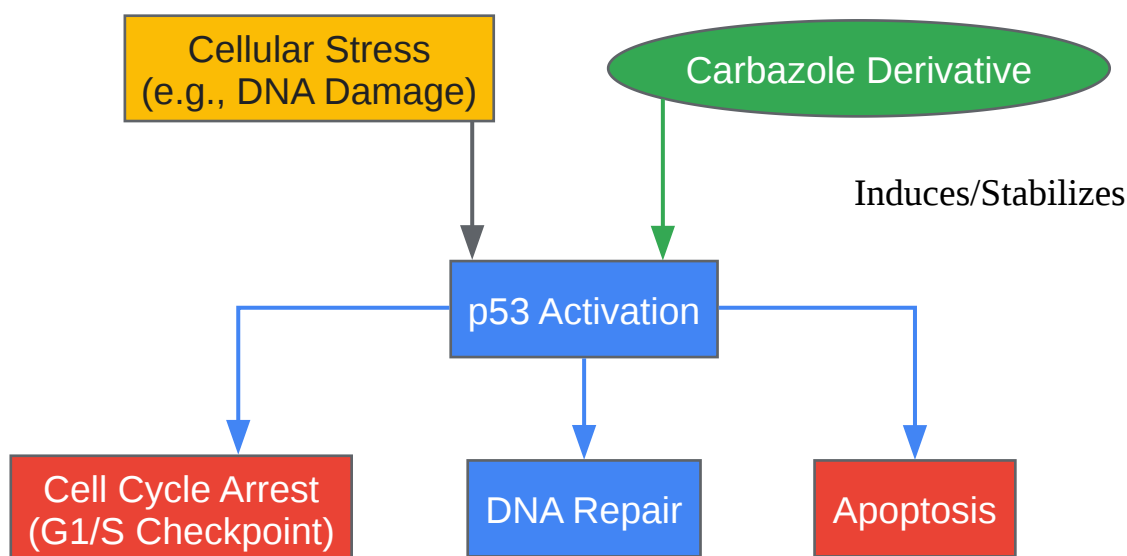 Cellular Stress
(e.g., DNA Damage)
Carbazole Derivative
Induces/Stabilizes
p53 Activation
Cell Cycle Arrest
(G1/S Checkpoint)
DNA Repair
Apoptosis